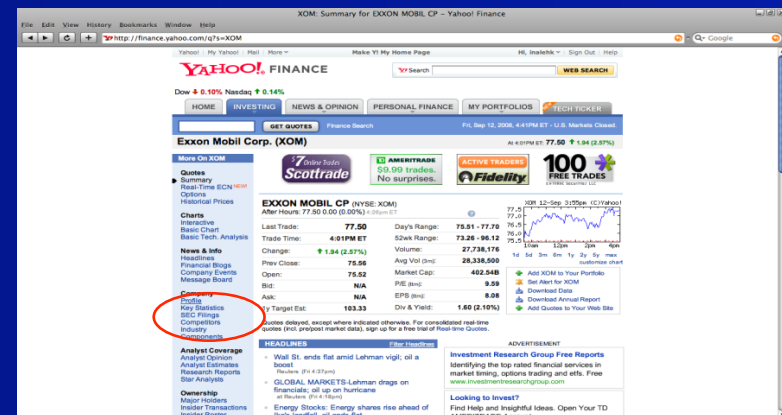 XOM: Summary for EXXON MOBIL CP - Yahoo! Finance
File Edit View History Bookmarks Window Help
http://finance.yahoo.com/q?s=XOM
Google
Yahoo! My Yahoo! Mail More Make Y! My Home Page Hi, inalehk Sign Out Help
YAHOO! FINANCE
Search WEB SEARCH
Dow 0.10% Nasdaq 0.14%
HOME INVESTING NEWS & OPINION PERSONAL FINANCE MY PORTFOLIOS TECH TICKER
GET QUOTES Finance Search Fri, Sep 12, 2008, 4:41PM ET - U.S. Markets Closed.
Exxon Mobil Corp. (XOM) At 4:01PM ET: 77.50 1.94 (2.57%)
More On XOM
Quotes
Summary
Real-Time ECN NEW!
Options
Historical Prices
Charts
Interactive
Basic Chart
Basic Tech. Analysis
News & Info
Headlines
Financial Blogs
Company Events
Message Board
Company
Profile
Key Statistics
SEC Filings
Competitors
Industry
Components
Analyst Coverage
Analyst Opinion
Analyst Estimates
Research Reports
Star Analysts
Ownership
Major Holders
Insider Transactions
Insider Roster
$7 Online Trades
Scottrade
TD AMERITRADE
$9.99 trades.
No surprises.
ACTIVE TRADERS
Fidelity
100
FREE TRADES
EXXON MOBIL CP (NYSE: XOM)
After Hours: 77.50 0.00 (0.00%) 4:26pm ET
Last Trade: 77.50
Trade Time: 4:01PM ET
Change: 1.94 (2.57%)
Prev Close: 75.56
Open: 75.52
Bid: N/A
Ask: N/A
1y Target Est: 103.33
Day's Range: 75.51 - 77.70
52wk Range: 73.26 - 96.12
Volume: 27,738,176
Avg Vol (3m): 28,338,500
Market Cap: 402.54B
P/E (ttm): 9.59
EPS (ttm): 8.08
Div & Yield: 1.60 (2.10%)
XOM 12-Sep 3:55pm (C)Yahoo!
77.5
77.0
76.5
76.0
75.5
10am 12pm 2pm 4pm
1d 5d 3m 6m 1y 2y 5y max
customize chart
Add XOM to Your Portfolio
Set Alert for XOM
Download Data
Download Annual Report
Add Quotes to Your Web Site
Quotes delayed, except where indicated otherwise. For consolidated real-time
quotes (incl. pre/post market data), sign up for a free trial of Real-time Quotes.
HEADLINES Filter Headlines
Wall St. ends flat amid Lehman vigil; oil a
boost
Reuters (Fri 4:37pm)
GLOBAL MARKETS-Lehman drags on
financials; oil up on hurricane
at Reuters (Fri 4:18pm)
Energy Stocks: Energy shares rise ahead of
ADVERTISEMENT
Investment Research Group Free Reports
Identifying the top rated financial services in
market timing, options trading and etfs. Free
www.investmentresearchgroup.com
Looking to Invest?
Find Help and Insightful Ideas. Open Your TD